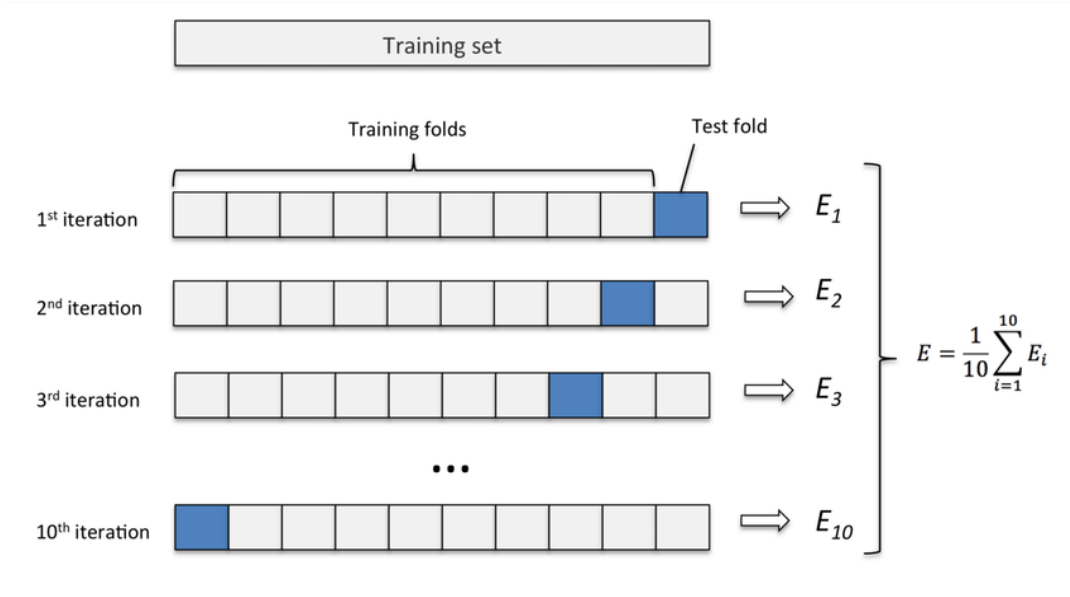 Training set
Training folds
Test fold
1st iteration
E1
2nd iteration
E2
3rd iteration
E3
E = 1/10 10∑i=1 Ei
...
10th iteration
E10